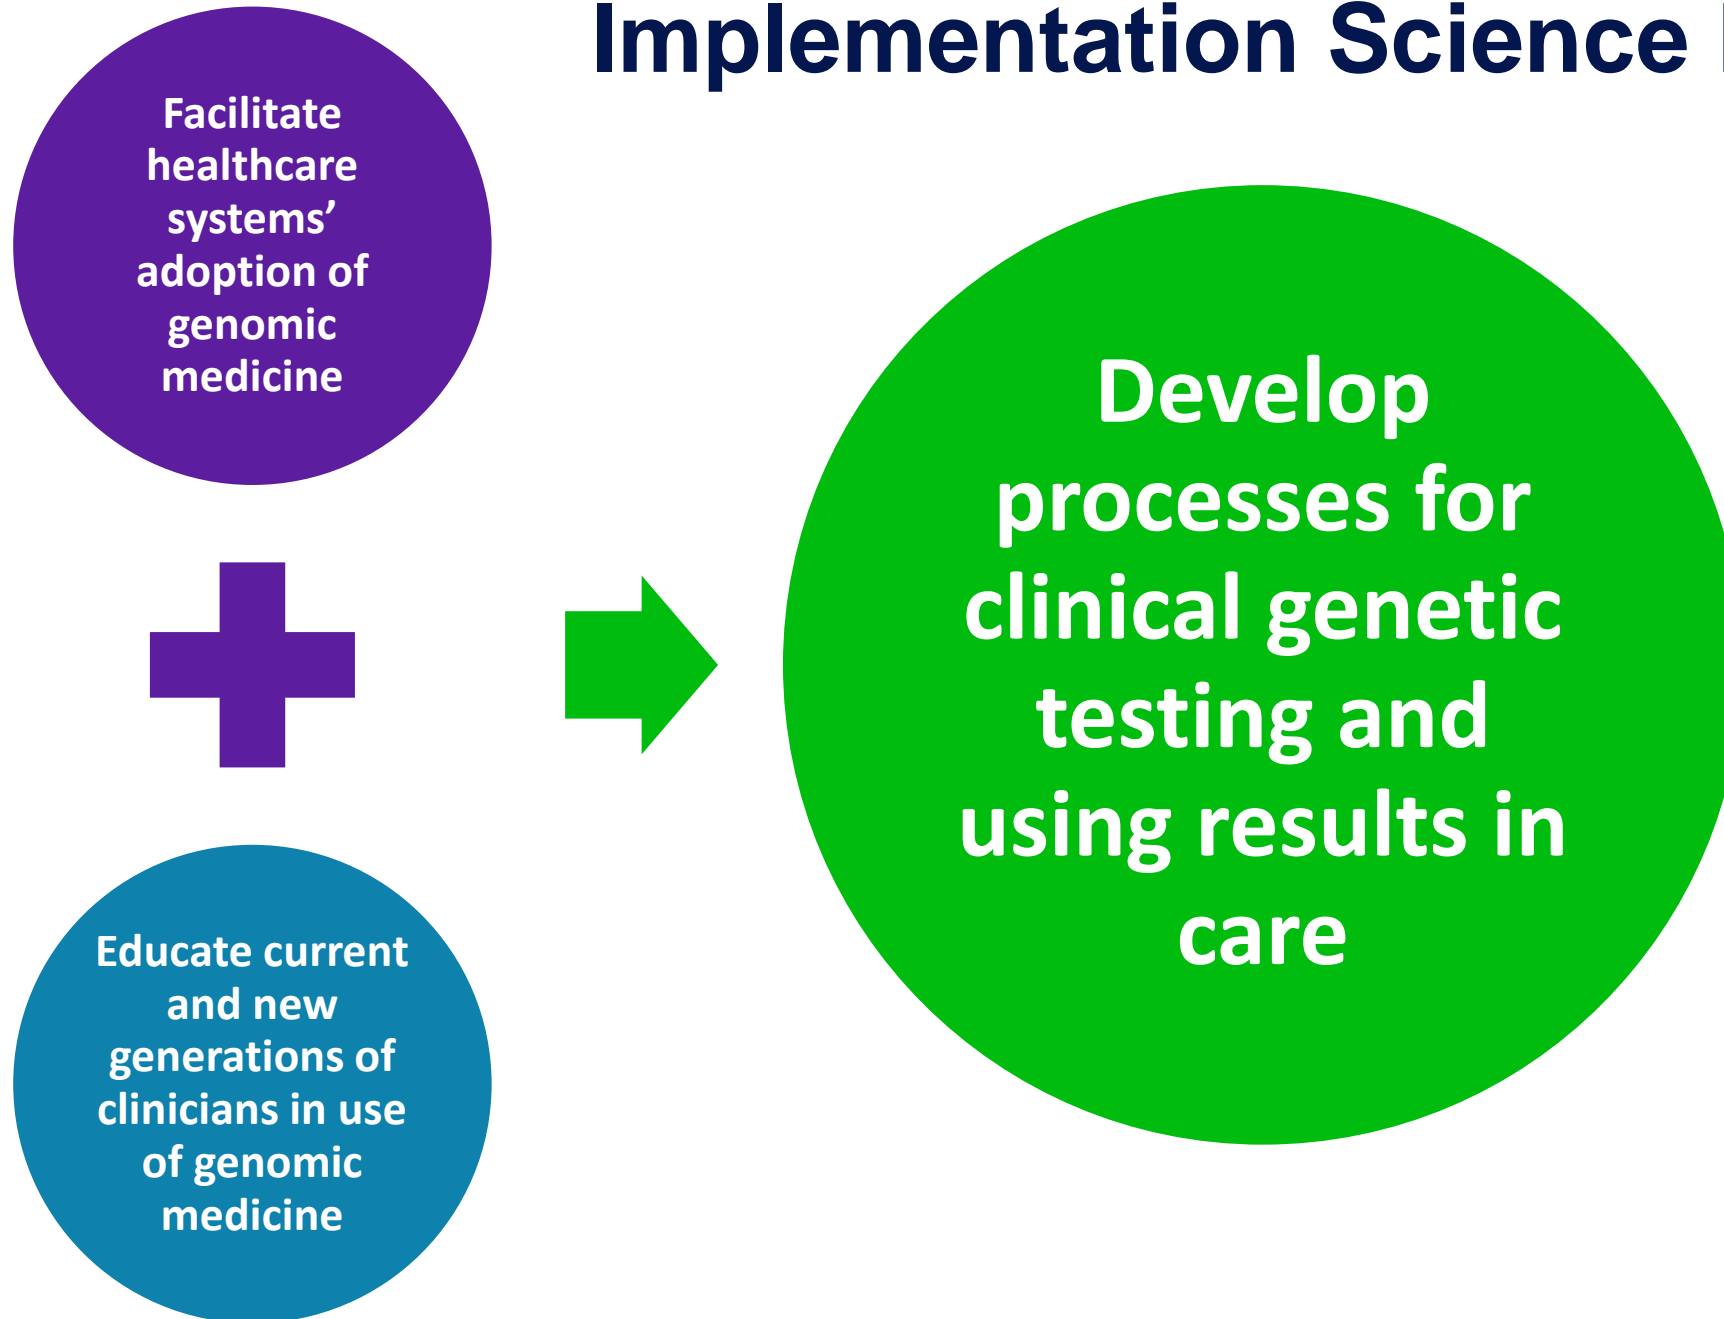 Implementation Science
Facilitate
healthcare
systems’
adoption of
genomic
medicine
Educate current
and new
generations of
clinicians in use
of genomic
medicine
Develop
processes for
clinical genetic
testing and
using results in
care